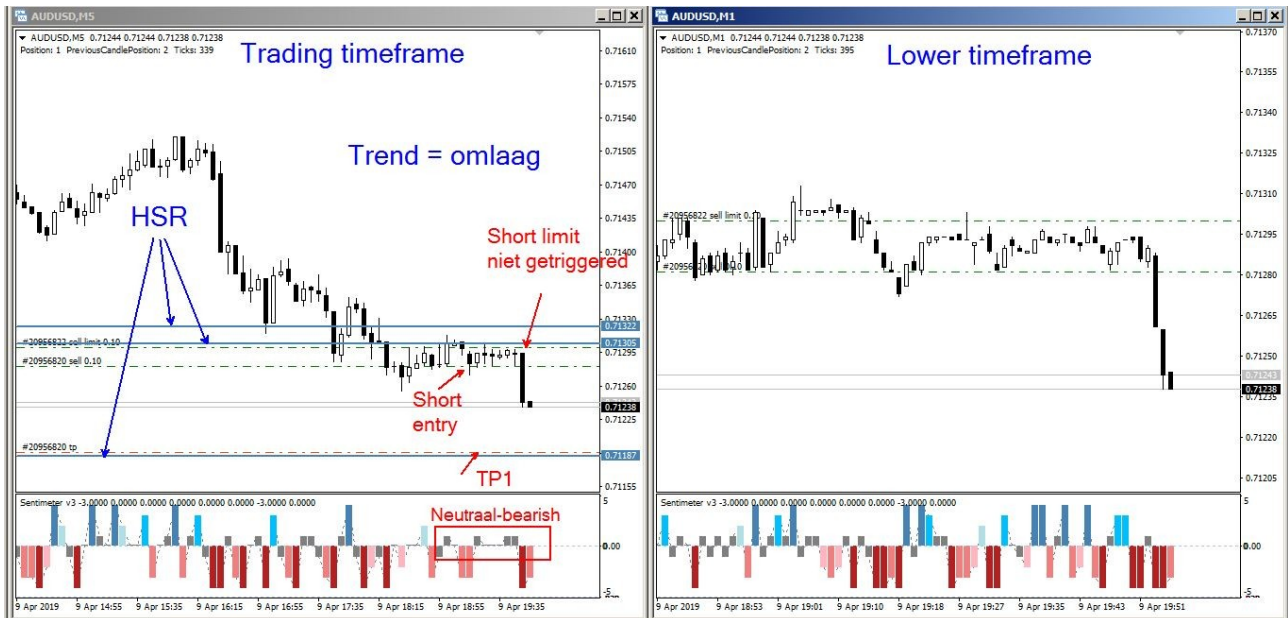 AUDUSD,M5
AUDUSD,M5 0.71244 0.71244 0.71238 0.71238
Position: 1 PreviousCandlePosition: 2 Ticks: 339
Trading timeframe
Trend = omlaag
HSR
Short limit
niet getriggered
#20956822 sell limit 0.10
#20956820 sell 0.10
Short
entry
#20956820 tp
TP1
0.71610
0.71575
0.71540
0.71505
0.71470
0.71435
0.71400
0.71365
0.71330
0.71322
0.71305
0.71295
0.71260
0.71238
0.71225
0.71187
0.71155
Sentimeter v3 -3.0000 0.0000 0.0000 0.0000 0.0000 -3.0000 0.0000
Neutraal-bearish
5
0.00
-5
9 Apr 2019 9 Apr 14:55 9 Apr 15:35 9 Apr 16:15 9 Apr 16:55 9 Apr 17:35 9 Apr 18:15 9 Apr 18:55 9 Apr 19:35
AUDUSD,M1
AUDUSD,M1 0.71244 0.71244 0.71238 0.71238
Position: 1 PreviousCandlePosition: 2 Ticks: 395
Lower timeframe
#20956822 sell limit 0.10
0.71370
0.71355
0.71340
0.71325
0.71310
0.71295
0.71280
0.71265
0.71250
0.71243
0.71238
0.71235
0.71220
0.71205
Sentimeter v3 -3.0000 0.0000 0.0000 0.0000 0.0000 -3.0000 0.0000
5
0.00
-5
9 Apr 2019 9 Apr 18:53 9 Apr 19:01 9 Apr 19:10 9 Apr 19:18 9 Apr 19:27 9 Apr 19:35 9 Apr 19:43 9 Apr 19:51